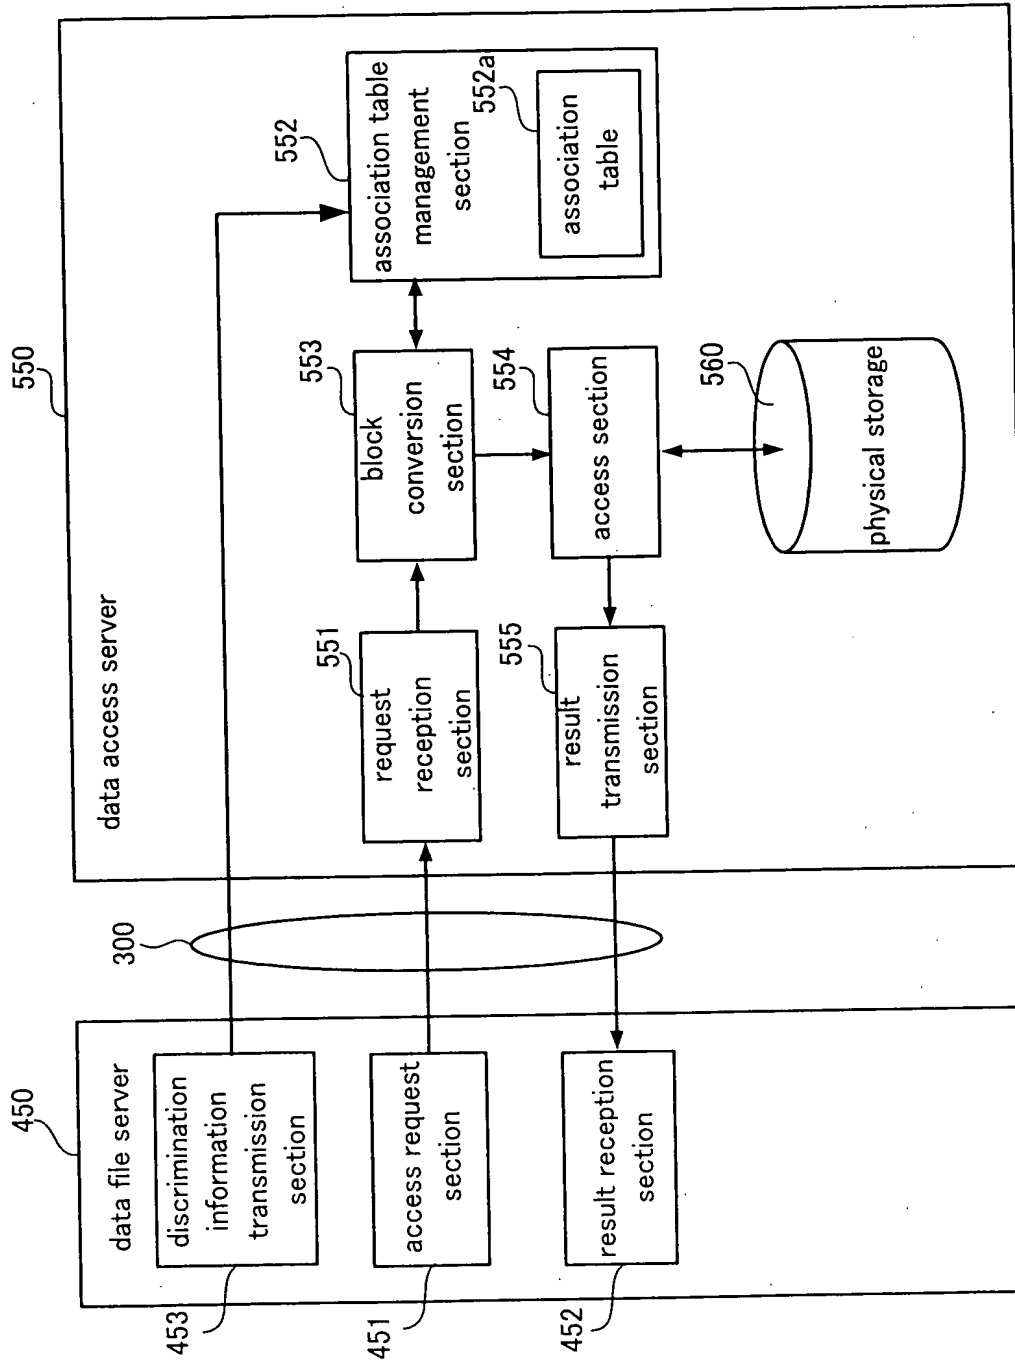 450
data file server
discrimination
information
transmission
section
453
access request
section
451
result reception
section
452
300
550
data access server
request
reception
section
551
block
conversion
section
553
association table
management
section
552
association
table
552a
access section
554
result
transmission
section
555
physical storage
560